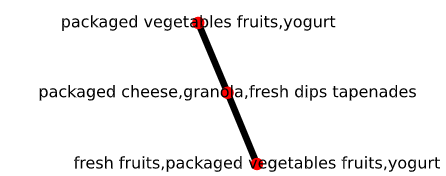 packaged vegetables fruits,yogurt
packaged cheese,granola,fresh dips tapenades
fresh fruits,packaged vegetables fruits,yogurt